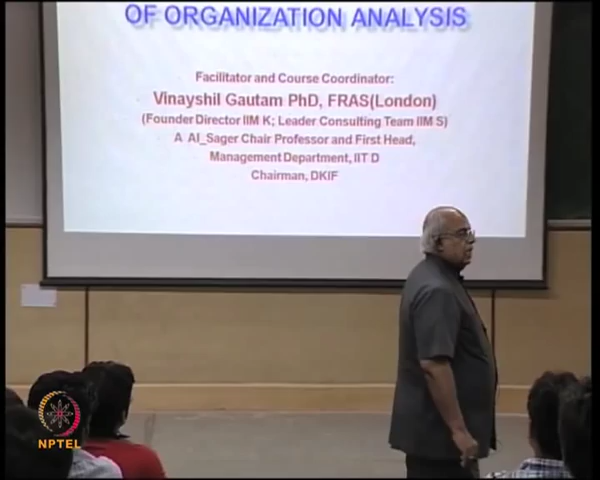 OF ORGANIZATION ANALYSIS
Facilitator and Course Coordinator:
Vinayshil Gautam PhD, FRAS(London)
(Founder Director IIM K; Leader Consulting Team IIM S)
A Al_Sager Chair Professor and First Head,
Management Department, IIT D
Chairman, DKIF
NPTEL